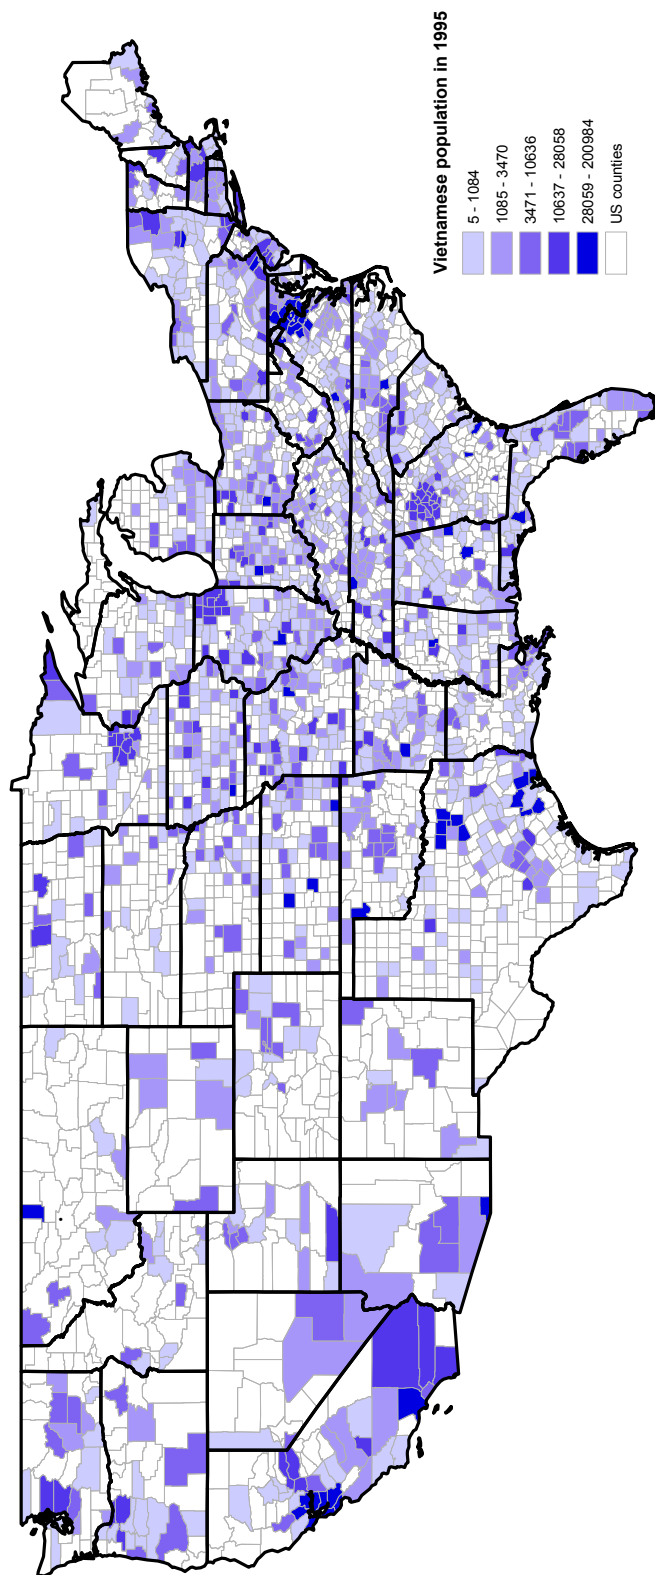 Vietnamese population in 1995
5 - 1084
1085 - 3470
3471 - 10636
10637 - 28058
28059 - 200984
US counties